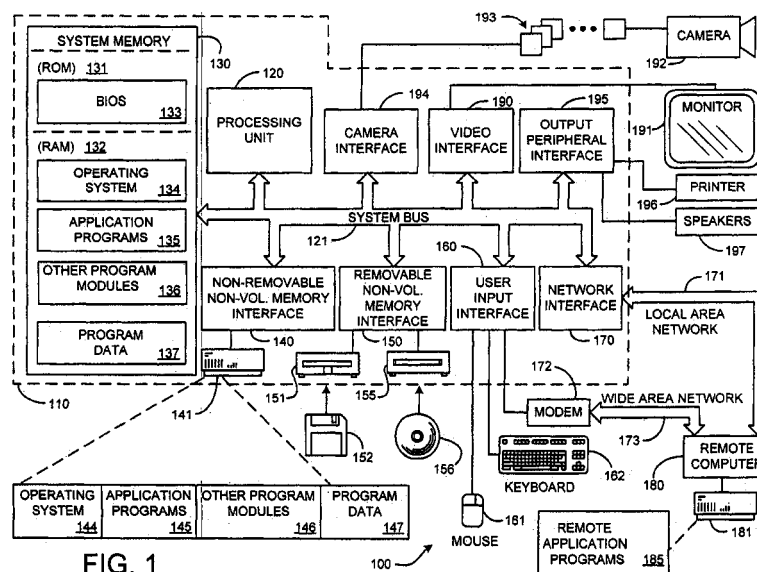 SYSTEM MEMORY
130
(ROM) 131
BIOS
133
(RAM) 132
OPERATING
SYSTEM 134
APPLICATION
PROGRAMS 135
OTHER PROGRAM
MODULES 136
PROGRAM
DATA 137
120
PROCESSING
UNIT
194
CAMERA
INTERFACE
190
VIDEO
INTERFACE
195
OUTPUT
PERIPHERAL
INTERFACE
193
CAMERA
192
MONITOR
191
PRINTER
196
SPEAKERS
197
SYSTEM BUS
121
NON-REMOVABLE
NON-VOL. MEMORY
INTERFACE
140
REMOVABLE
NON-VOL.
MEMORY
INTERFACE
150
160
USER
INPUT
INTERFACE
NETWORK
INTERFACE
170
171
LOCAL AREA
NETWORK
110
141
151
152
155
156
172
MODEM
WIDE AREA NETWORK
173
KEYBOARD
162
161
MOUSE
REMOTE
COMPUTER
180
181
REMOTE
APPLICATION
PROGRAMS 185
OPERATING
SYSTEM 144
APPLICATION
PROGRAMS 145
OTHER PROGRAM
MODULES 146
PROGRAM
DATA 147
100
FIG. 1